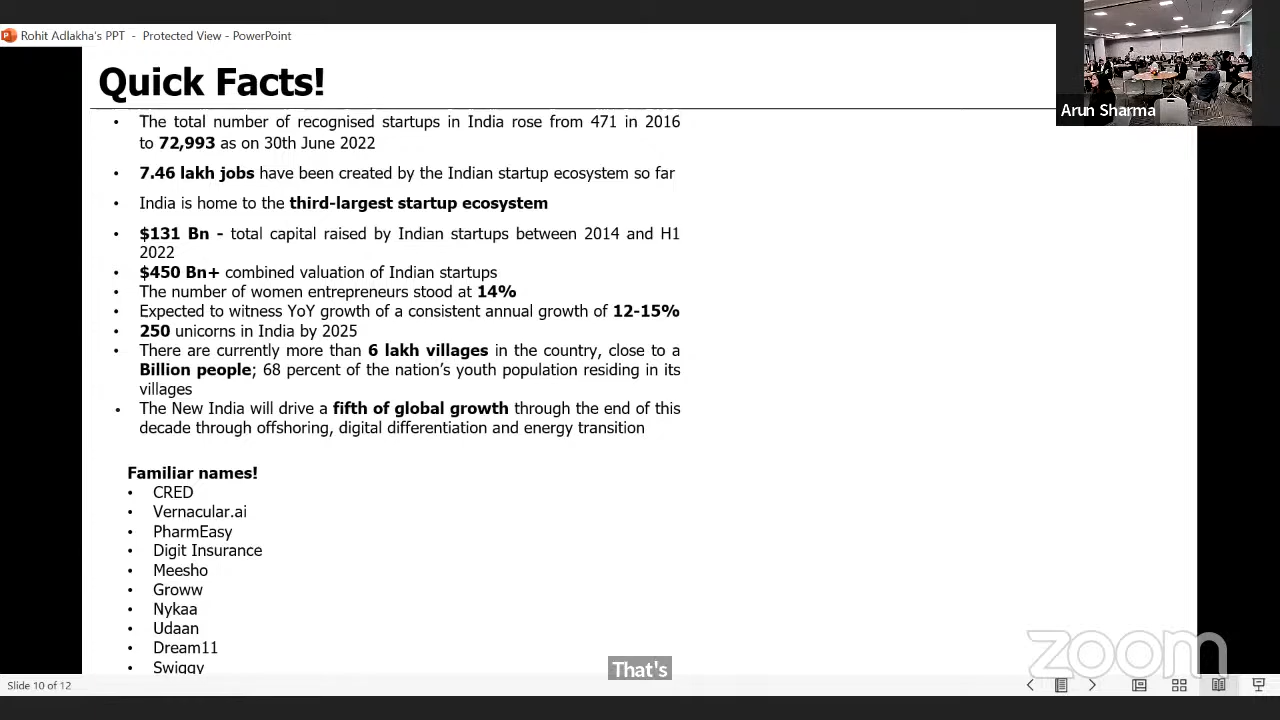 Rohit Adlakha's PPT - Protected View - PowerPoint
Quick Facts!
Arun Sharma
• The total number of recognised startups in India rose from 471 in 2016
to 72,993 as on 30th June 2022
• 7.46 lakh jobs have been created by the Indian startup ecosystem so far
• India is home to the third-largest startup ecosystem
• $131 Bn - total capital raised by Indian startups between 2014 and H1
2022
• $450 Bn+ combined valuation of Indian startups
• The number of women entrepreneurs stood at 14%
• Expected to witness YoY growth of a consistent annual growth of 12-15%
• 250 unicorns in India by 2025
• There are currently more than 6 lakh villages in the country, close to a
Billion people; 68 percent of the nation’s youth population residing in its
villages
• The New India will drive a fifth of global growth through the end of this
decade through offshoring, digital differentiation and energy transition
Familiar names!
• CRED
• Vernacular.ai
• PharmEasy
• Digit Insurance
• Meesho
• Groww
• Nykaa
• Udaan
• Dream11
• Swiggy
That's
zoom
Slide 10 of 12